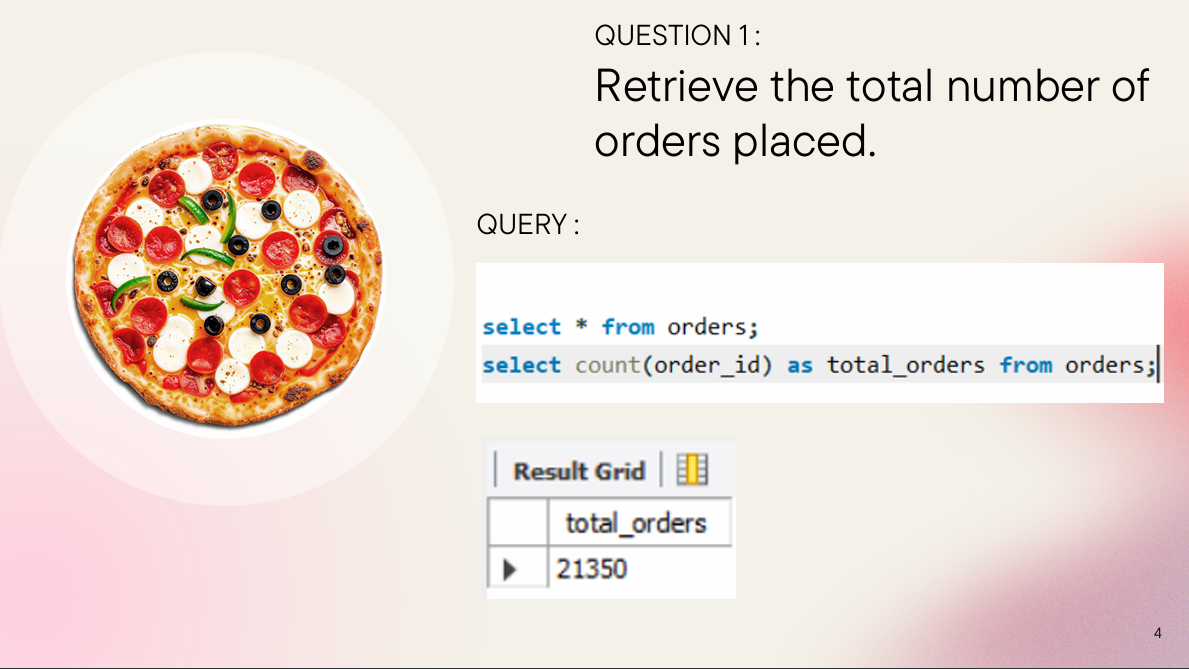 QUESTION 1 :
Retrieve the total number of
orders placed.
QUERY :
select * from orders;
select count(order_id) as total_orders from orders;
Result Grid
total_orders
21350
4